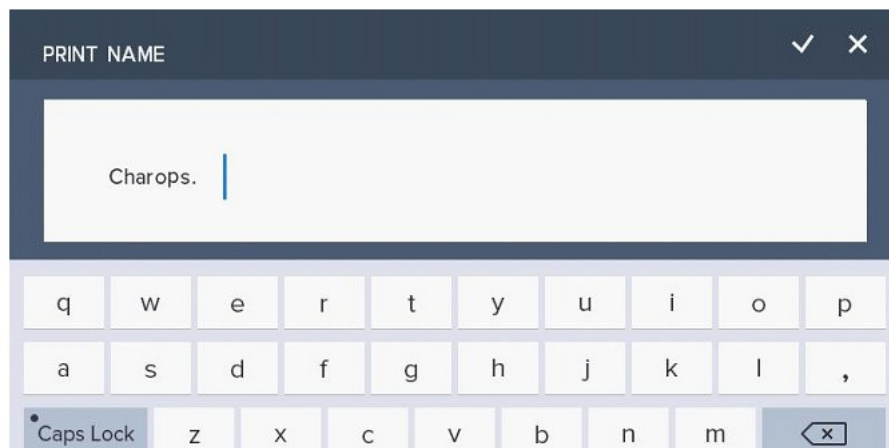 PRINT NAME
Charops.
q w e r t y u i o p
a s d f g h j k l ,
Caps Lock z x c v b n m